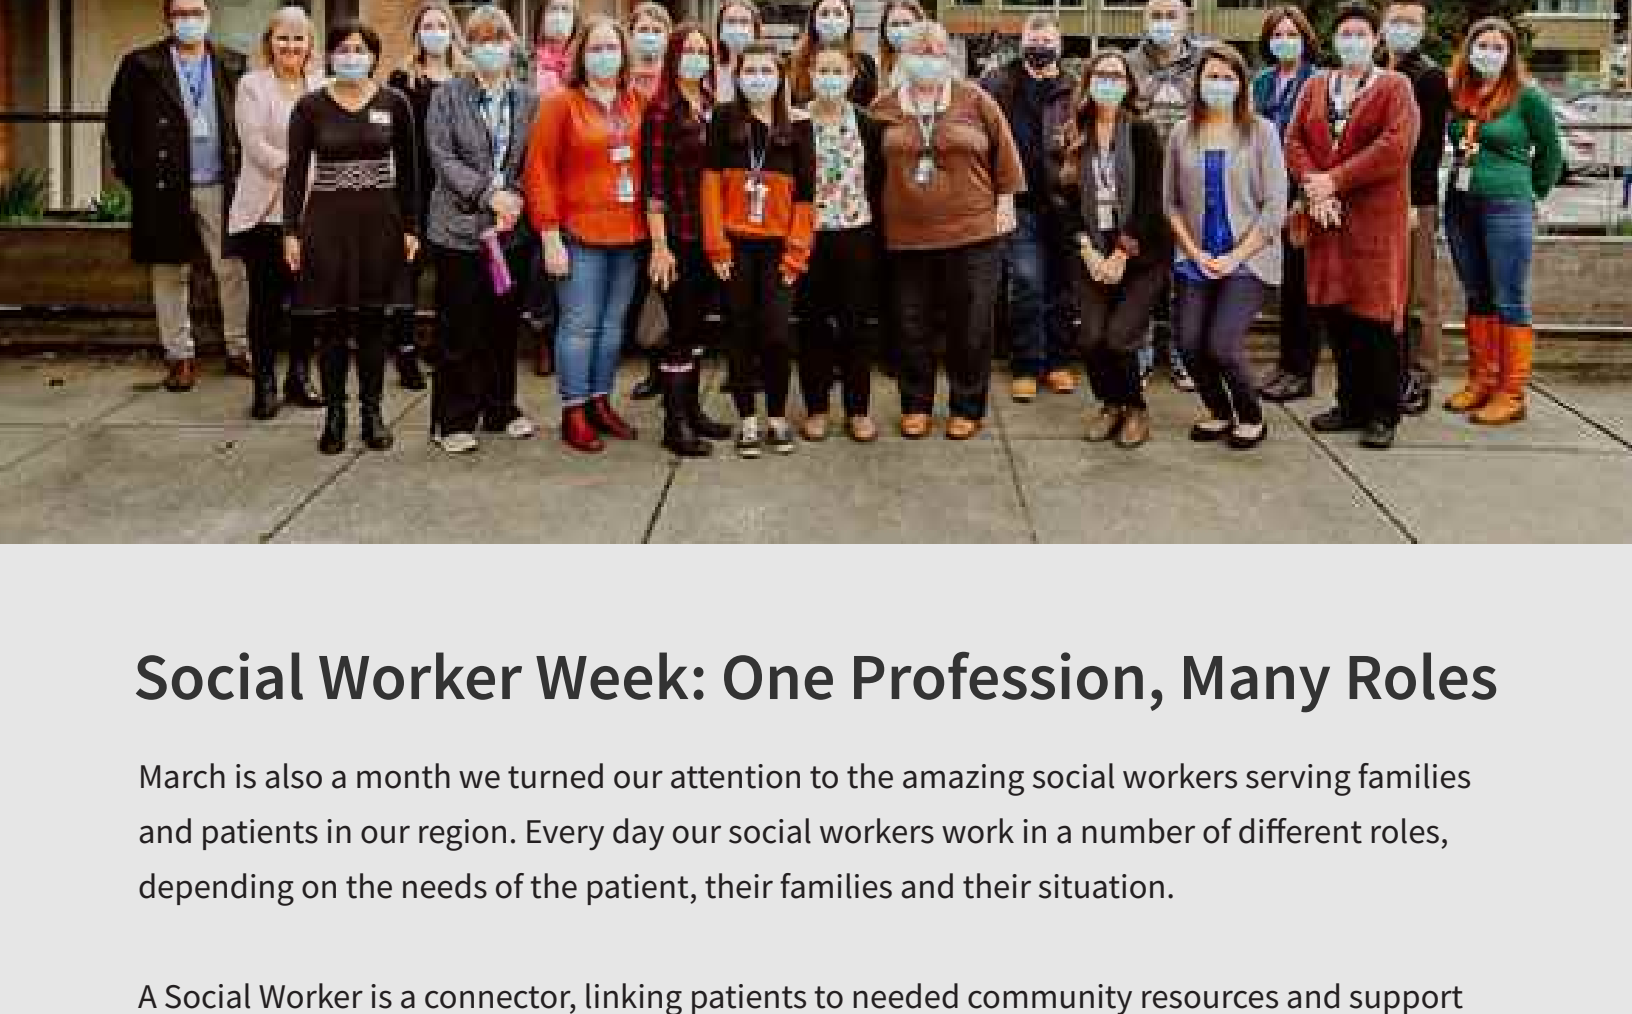 Social Worker Week: One Profession, Many Roles
March is also a month we turned our attention to the amazing social workers serving families
and patients in our region. Every day our social workers work in a number of different roles,
depending on the needs of the patient, their families and their situation.
A Social Worker is a connector, linking patients to needed community resources and support